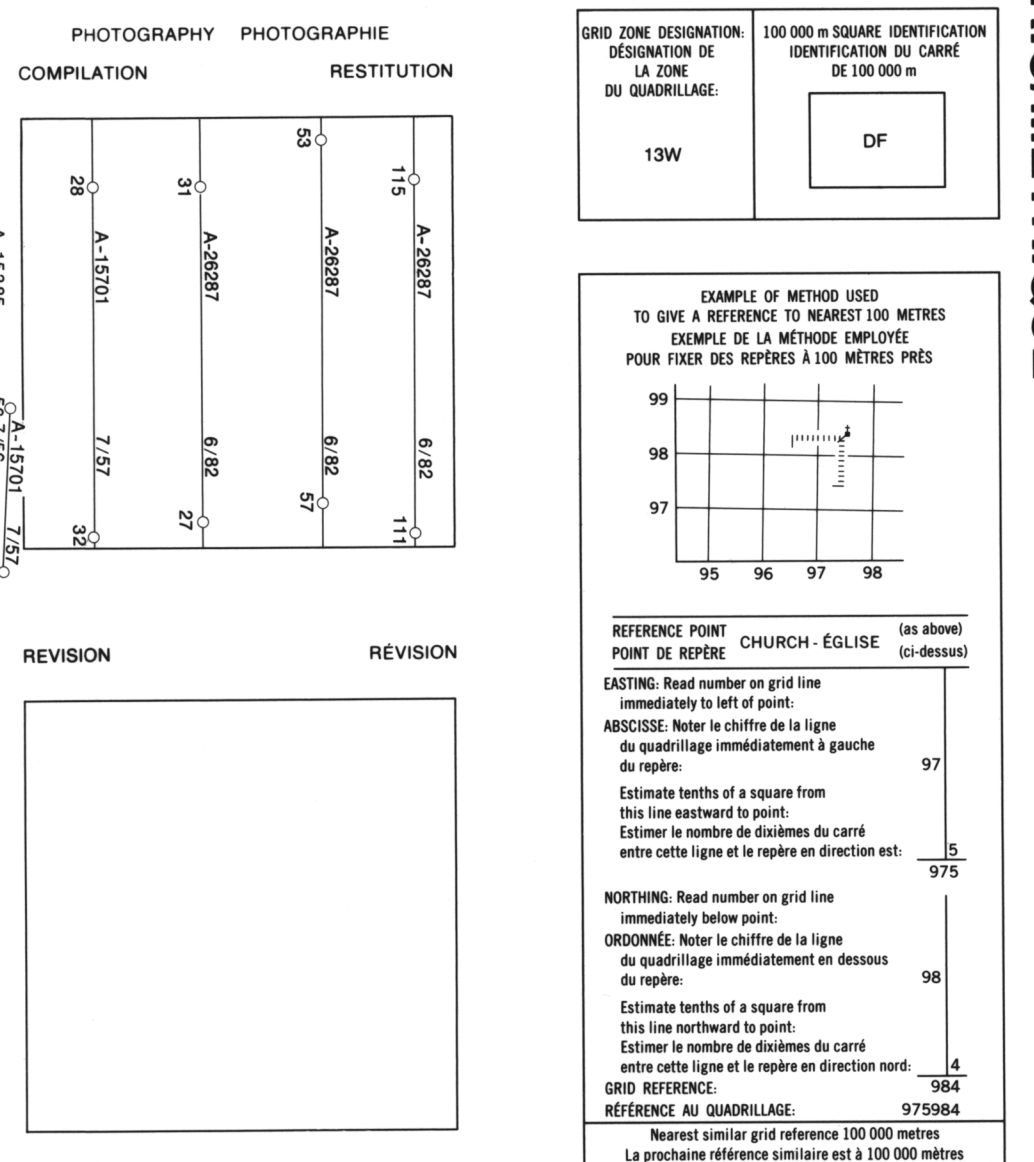 PHOTOGRAPHY PHOTOGRAPHIE
COMPILATION RESTITUTION
28 A-15701 7/57 32
31 A-26287 6/82 27
53 A-26287 6/82 57
115 A-26287 6/82 111
A-15701 7/57
REVISION RÉVISION
GRID ZONE DESIGNATION:
DÉSIGNATION DE
LA ZONE
DU QUADRILLAGE:
13W
100 000 m SQUARE IDENTIFICATION
IDENTIFICATION DU CARRÉ
DE 100 000 m
DF
EXAMPLE OF METHOD USED
TO GIVE A REFERENCE TO NEAREST 100 METRES
EXEMPLE DE LA MÉTHODE EMPLOYÉE
POUR FIXER DES REPÈRES À 100 MÈTRES PRÈS
99
98
97
95 96 97 98
REFERENCE POINT CHURCH - ÉGLISE (as above)
POINT DE REPÈRE (ci-dessus)
EASTING: Read number on grid line
immediately to left of point:
ABSCISSE: Noter le chiffre de la ligne
du quadrillage immédiatement à gauche
du repère: 97
Estimate tenths of a square from
this line eastward to point:
Estimer le nombre de dixièmes du carré
entre cette ligne et le repère en direction est: 5
975
NORTHING: Read number on grid line
immediately below point:
ORDONNÉE: Noter le chiffre de la ligne
du quadrillage immédiatement en dessous
du repère: 98
Estimate tenths of a square from
this line northward to point:
Estimer le nombre de dixièmes du carré
entre cette ligne et le repère en direction nord: 4
GRID REFERENCE: 984
RÉFÉRENCE AU QUADRILLAGE: 975984
Nearest similar grid reference 100 000 metres
La prochaine référence similaire est à 100 000 mètres